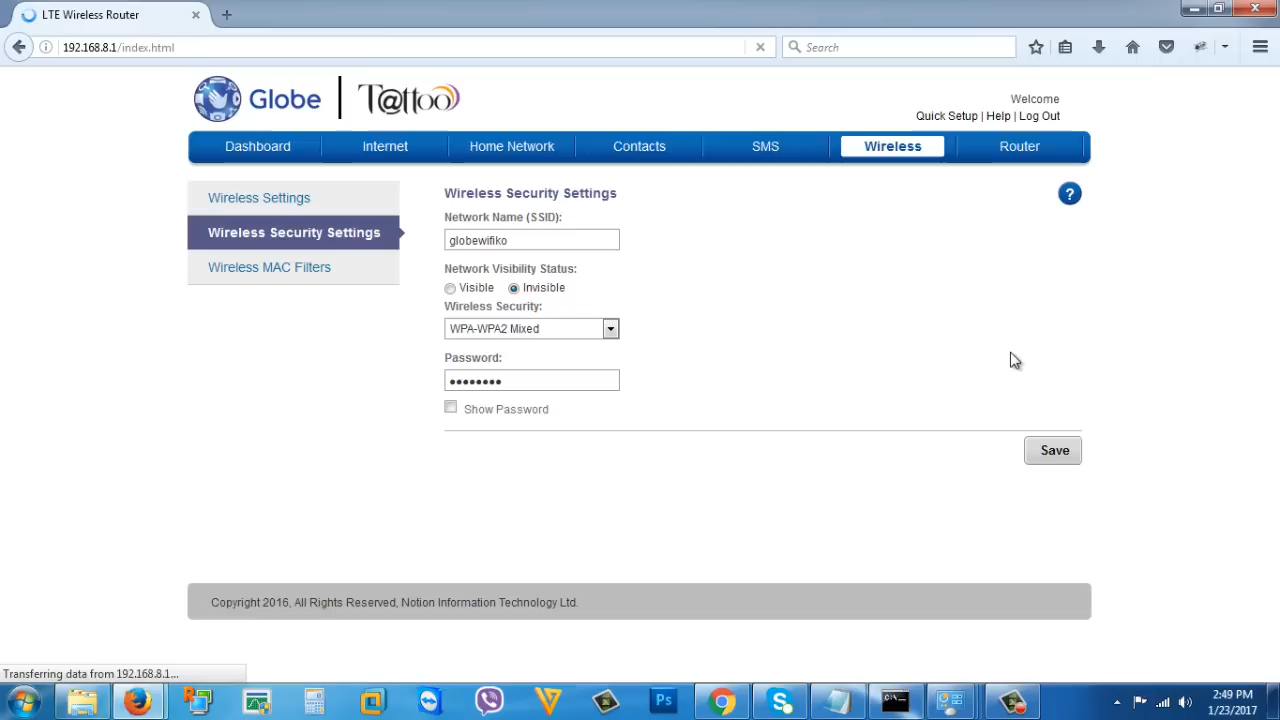 LTE Wireless Router
192.168.8.1/index.html
Search
Globe
T@ttoo
Welcome
Quick Setup | Help | Log Out
Dashboard
Internet
Home Network
Contacts
SMS
Wireless
Router
Wireless Settings
Wireless Security Settings
Wireless MAC Filters
Wireless Security Settings
?
Network Name (SSID):
globewifiko
Network Visibility Status:
Visible
Invisible
Wireless Security:
WPA-WPA2 Mixed
Password:
••••••••
Show Password
Save
Copyright 2016, All Rights Reserved, Notion Information Technology Ltd.
Transferring data from 192.168.8.1...
Ps
C:\.
2:49 PM
1/23/2017